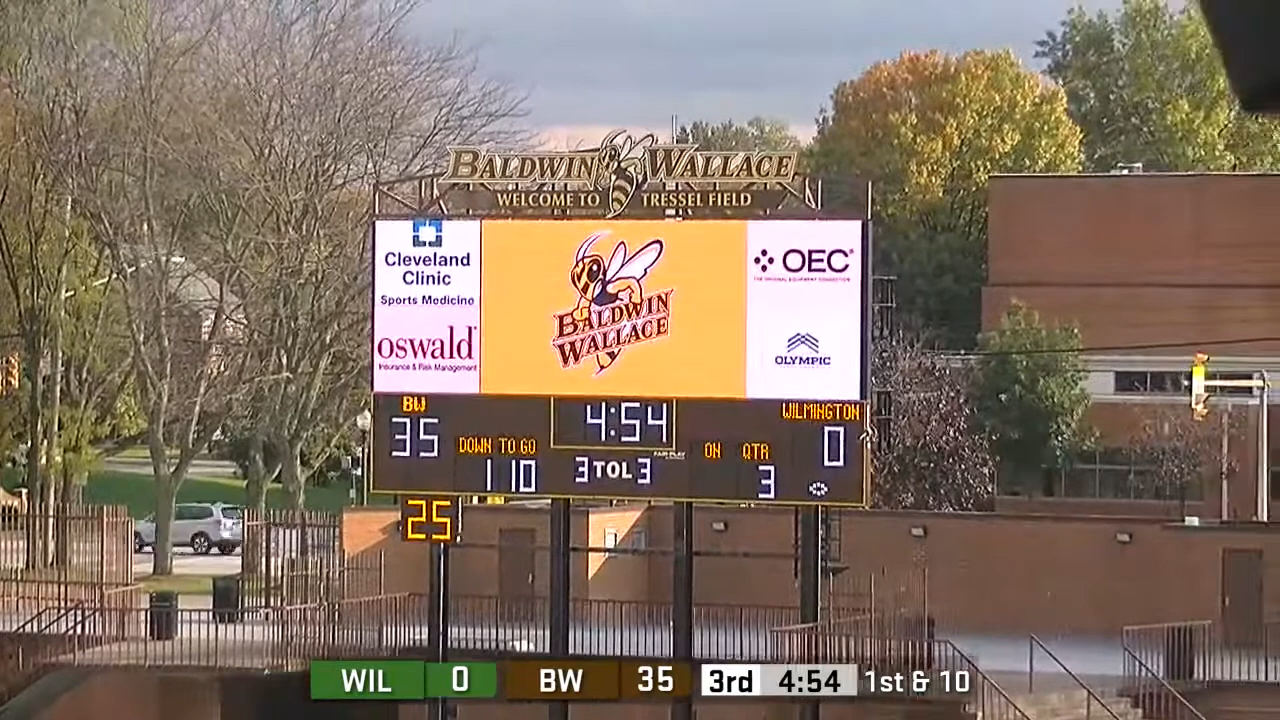 BALDWIN WALLACE
WELCOME TO TRESSEL FIELD
Cleveland
Clinic
Sports Medicine
oswald
Insurance & Risk Management
BALDWIN
WALLACE
OEC
OLYMPIC
BW
35
DOWN TO GO
1 10
4:54
3 TOL 3
ON QTR
3
WILMINGTON
0
25
WIL 0 BW 35 3rd 4:54 1st & 10